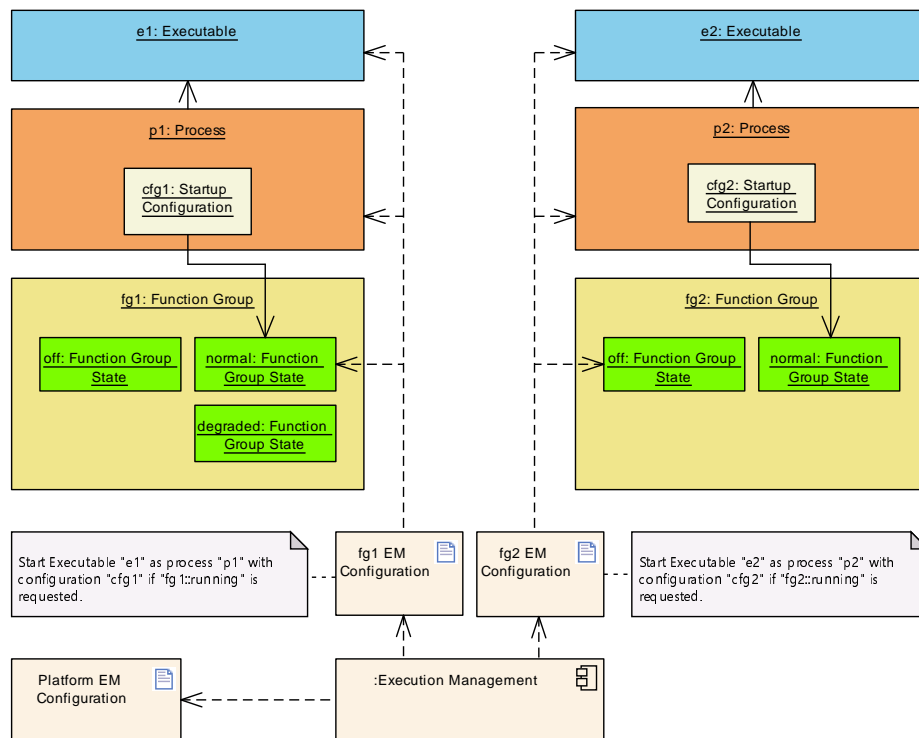 e1: Executable
e2: Executable
p1: Process
p2: Process
cfg1: Startup
Configuration
cfg2: Startup
Configuration
fg1: Function Group
fg2: Function Group
off: Function Group
State
normal: Function
Group State
degraded: Function
Group State
off: Function Group
State
normal: Function
Group State
Start Executable "e1" as process "p1" with
configuration "cfg1" if "fg1::running" is
requested.
fg1 EM
Configuration
fg2 EM
Configuration
Start Executable "e2" as process "p2" with
configuration "cfg2" if "fg2::running" is
requested.
Platform EM
Configuration
:Execution Management